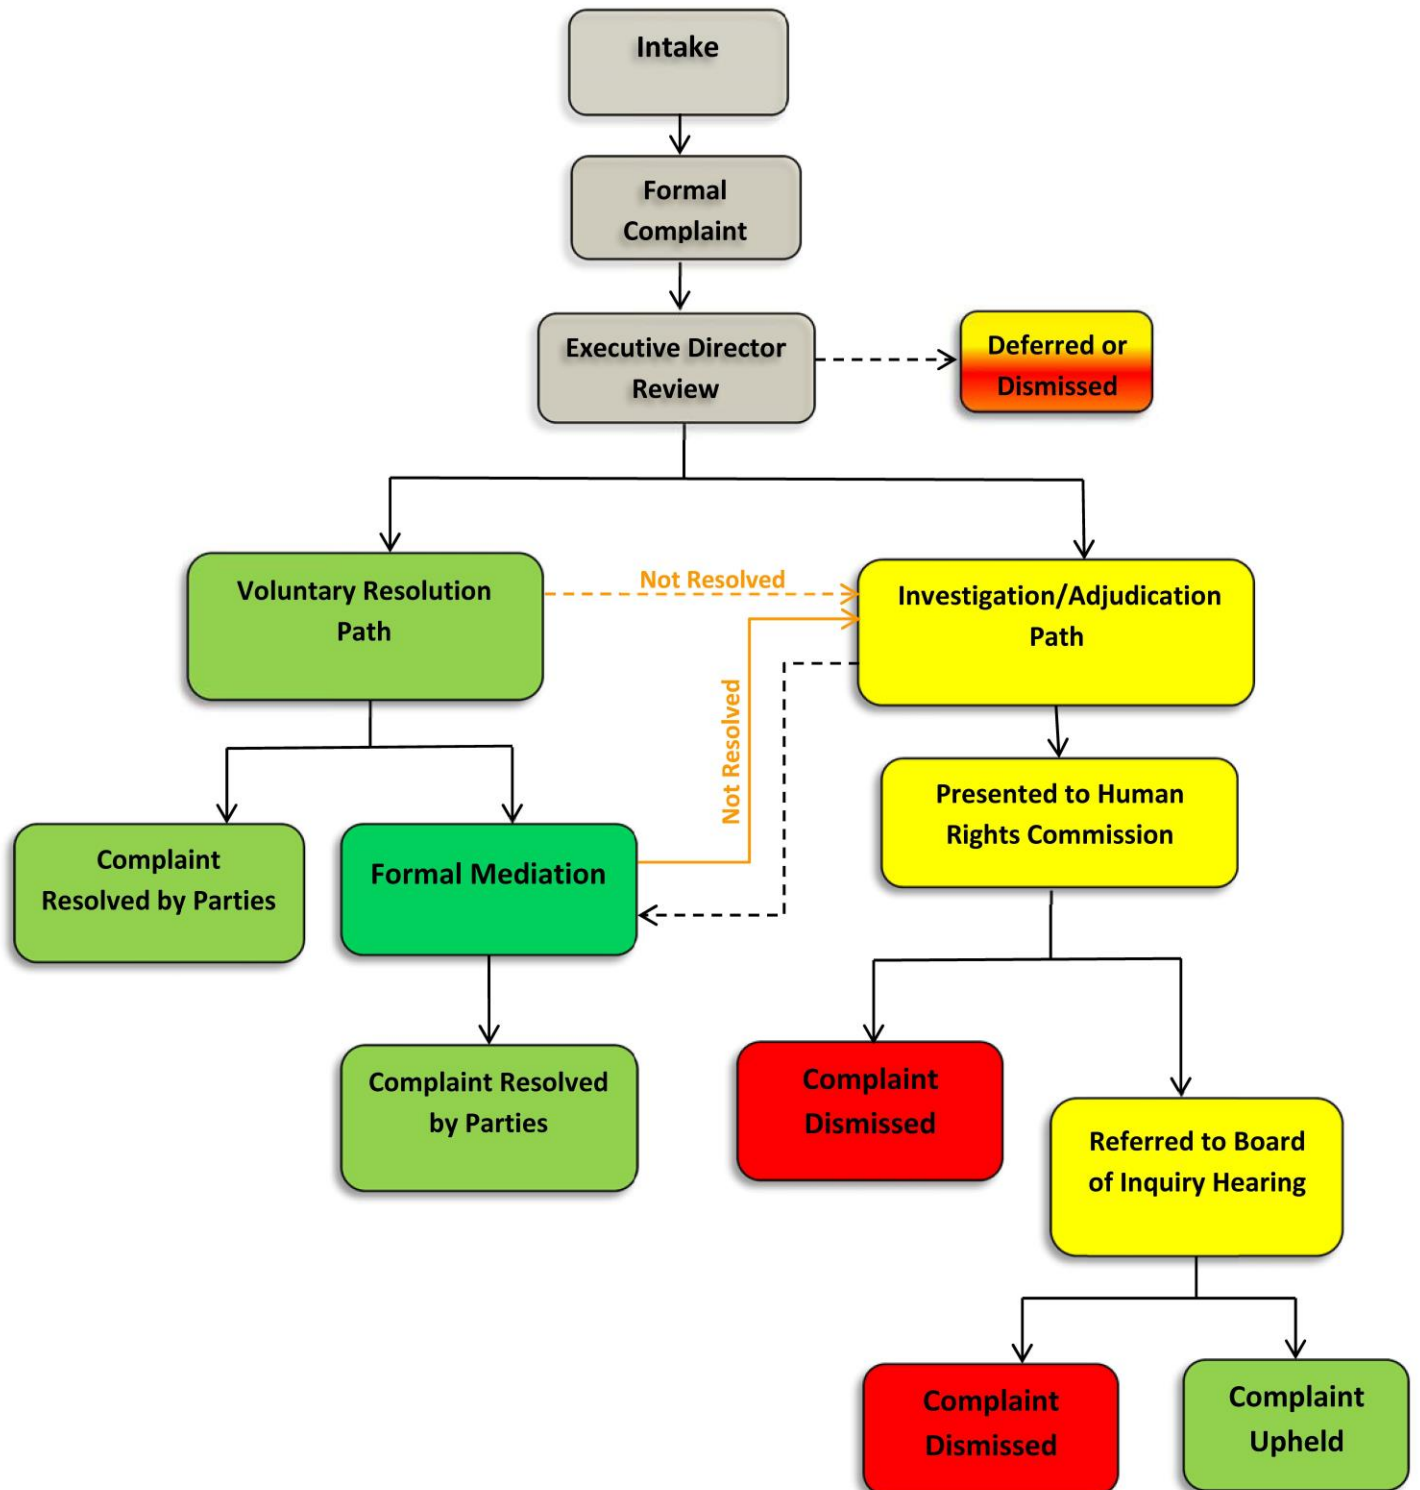 Intake
Formal
Complaint
Executive Director
Review
Deferred or
Dismissed
Voluntary Resolution
Path
Not Resolved
Investigation/Adjudication
Path
Not Resolved
Presented to Human
Rights Commission
Complaint
Resolved by Parties
Formal Mediation
Complaint Resolved
by Parties
Complaint
Dismissed
Referred to Board
of Inquiry Hearing
Complaint
Dismissed
Complaint
Upheld